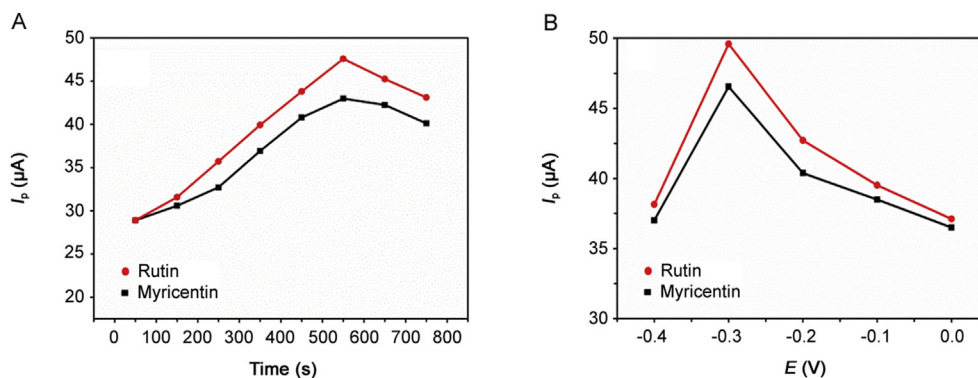 A
50
45
40
35
30
25
20
Iₚ (μA)
Rutin
Myricentin
0 100 200 300 400 500 600 700 800
Time (s)
B
50
45
40
35
30
Iₚ (μA)
Rutin
Myricentin
-0.4 -0.3 -0.2 -0.1 0.0
E (V)